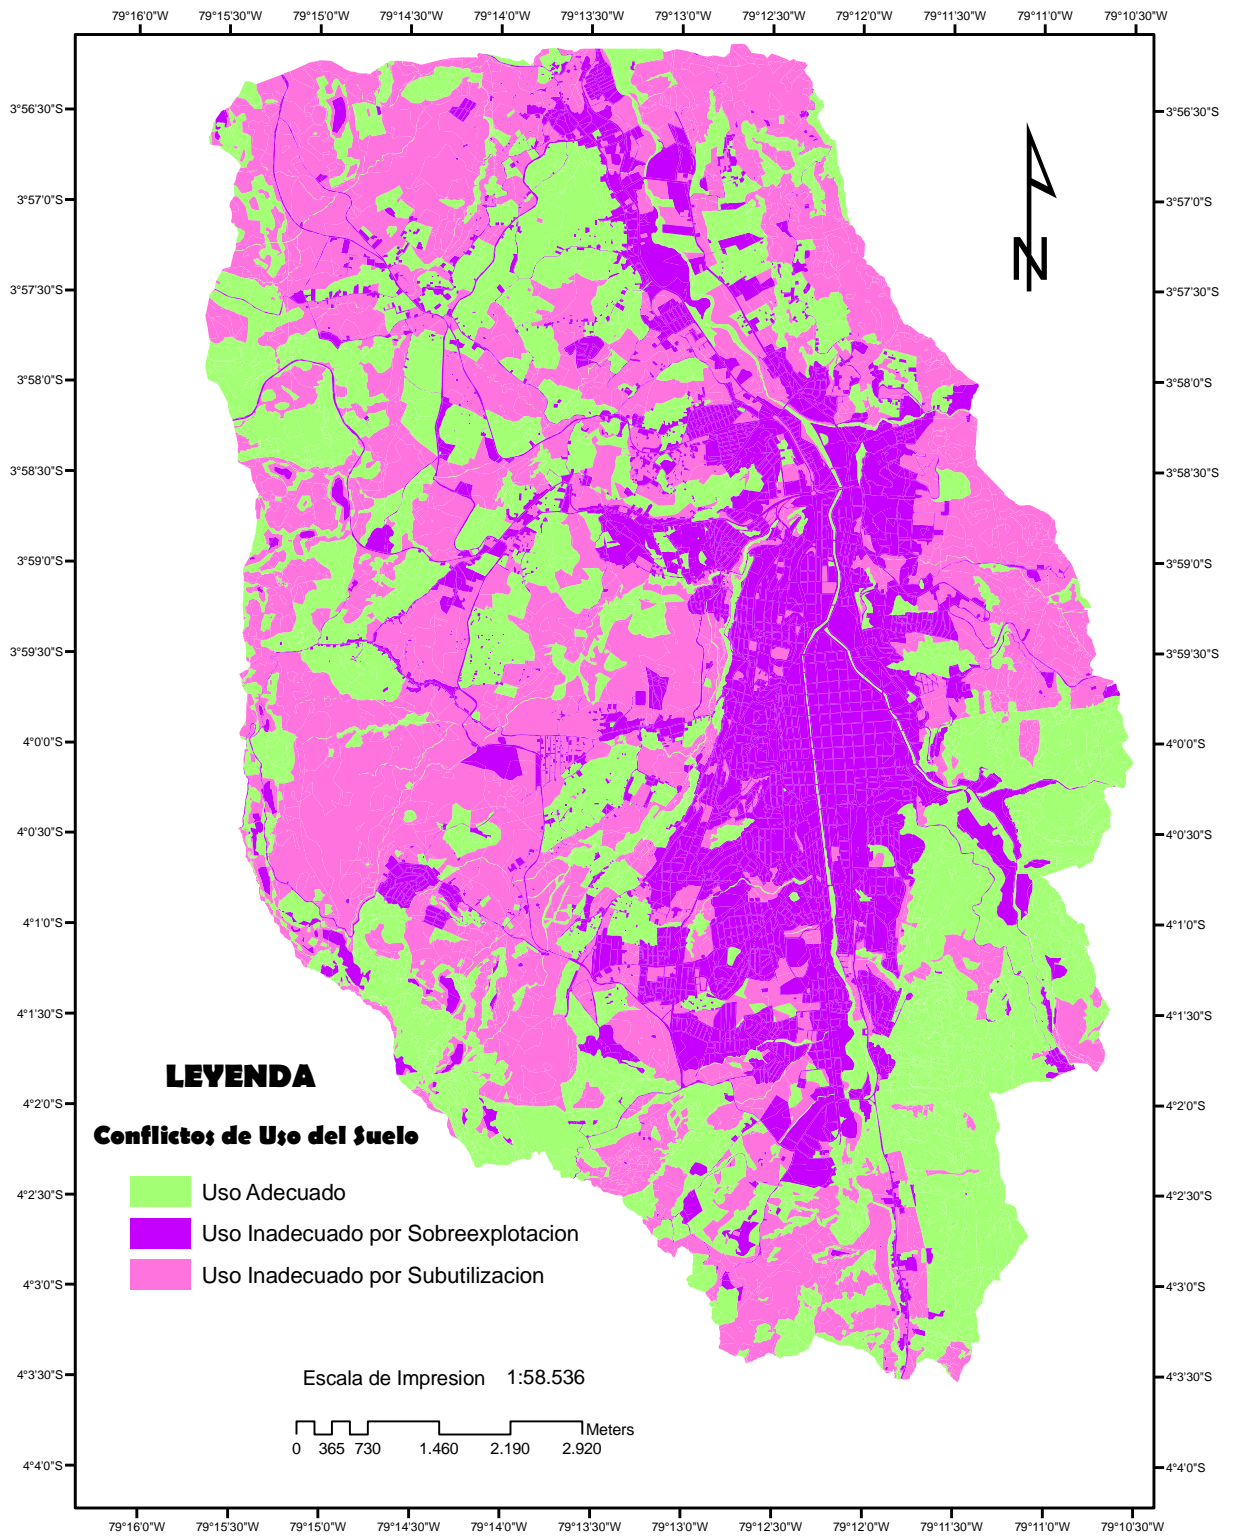 79°16'0"W 79°15'30"W 79°15'0"W 79°14'30"W 79°14'0"W 79°13'30"W 79°13'0"W 79°12'30"W 79°12'0"W 79°11'30"W 79°11'0"W 79°10'30"W
3°56'30"S 3°56'30"S
3°57'0"S 3°57'0"S
N
3°57'30"S 3°57'30"S
3°58'0"S 3°58'0"S
3°58'30"S 3°58'30"S
3°59'0"S 3°59'0"S
3°59'30"S 3°59'30"S
4°0'0"S 4°0'0"S
4°0'30"S 4°0'30"S
4°1'0"S 4°1'0"S
4°1'30"S 4°1'30"S
LEYENDA
4°2'0"S 4°2'0"S
Conflictos de Uso del Suelo
Uso Adecuado
4°2'30"S 4°2'30"S
Uso Inadecuado por Sobreexplotacion
Uso Inadecuado por Subutilizacion
4°3'0"S 4°3'0"S
4°3'30"S 4°3'30"S
Escala de Impresion 1:58.536
Meters
0 365 730 1.460 2.190 2.920
4°4'0"S 4°4'0"S
79°16'0"W 79°15'30"W 79°15'0"W 79°14'30"W 79°14'0"W 79°13'30"W 79°13'0"W 79°12'30"W 79°12'0"W 79°11'30"W 79°11'0"W 79°10'30"W